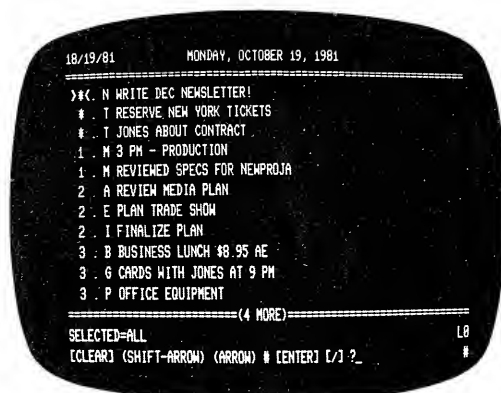 18/19/81 MONDAY, OCTOBER 19, 1981
==================================================
}*{. N WRITE DEC NEWSLETTER!
* . T RESERVE NEW YORK TICKETS
* . T JONES ABOUT CONTRACT
1 . M 3 PM - PRODUCTION
1 . M REVIEWED SPECS FOR NEWPROJA
2 . A REVIEW MEDIA PLAN
2 . E PLAN TRADE SHOW
2 . I FINALIZE PLAN
3 . B BUSINESS LUNCH $8.95 AE
3 . G CARDS WITH JONES AT 9 PM
3 . P OFFICE EQUIPMENT
=====================(4 MORE)=====================
SELECTED=ALL L0
[CLEAR] (SHIFT-ARROW) (ARROW) # [ENTER] [/] ?_ #